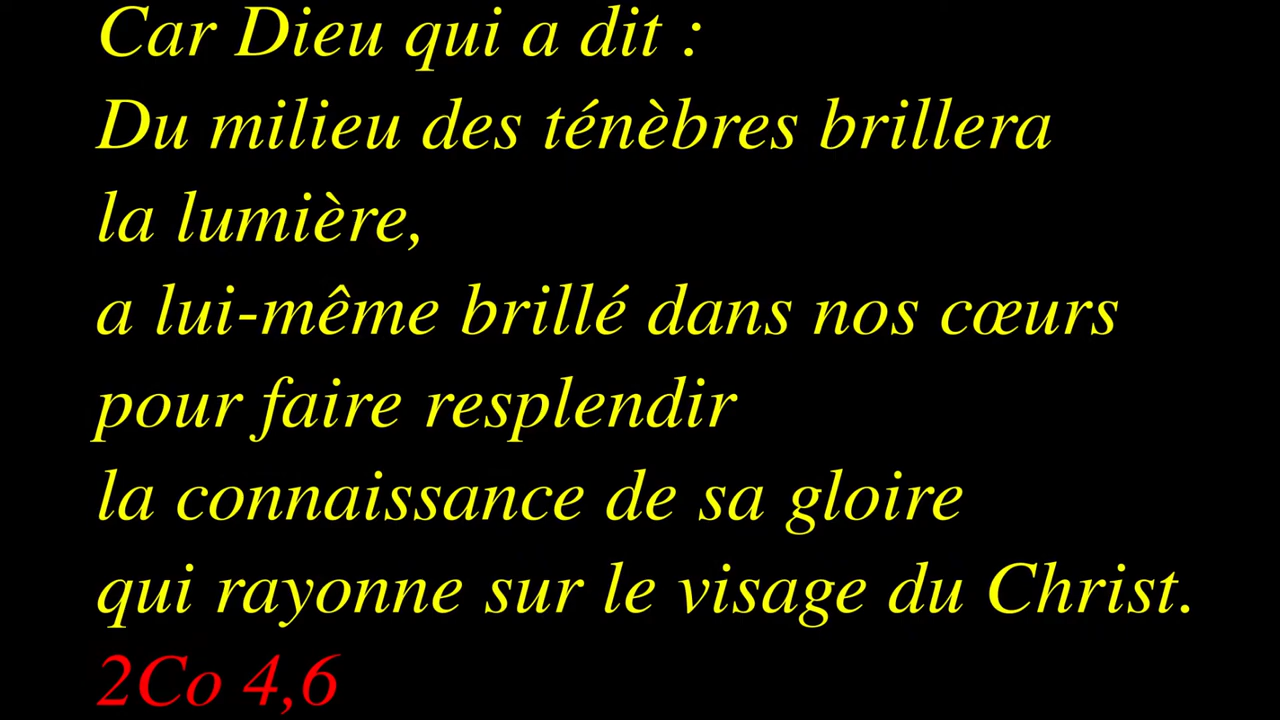 Car Dieu qui a dit :
Du milieu des ténèbres brillera
la lumière,
a lui-même brillé dans nos cœurs
pour faire resplendir
la connaissance de sa gloire
qui rayonne sur le visage du Christ.
2Co 4,6